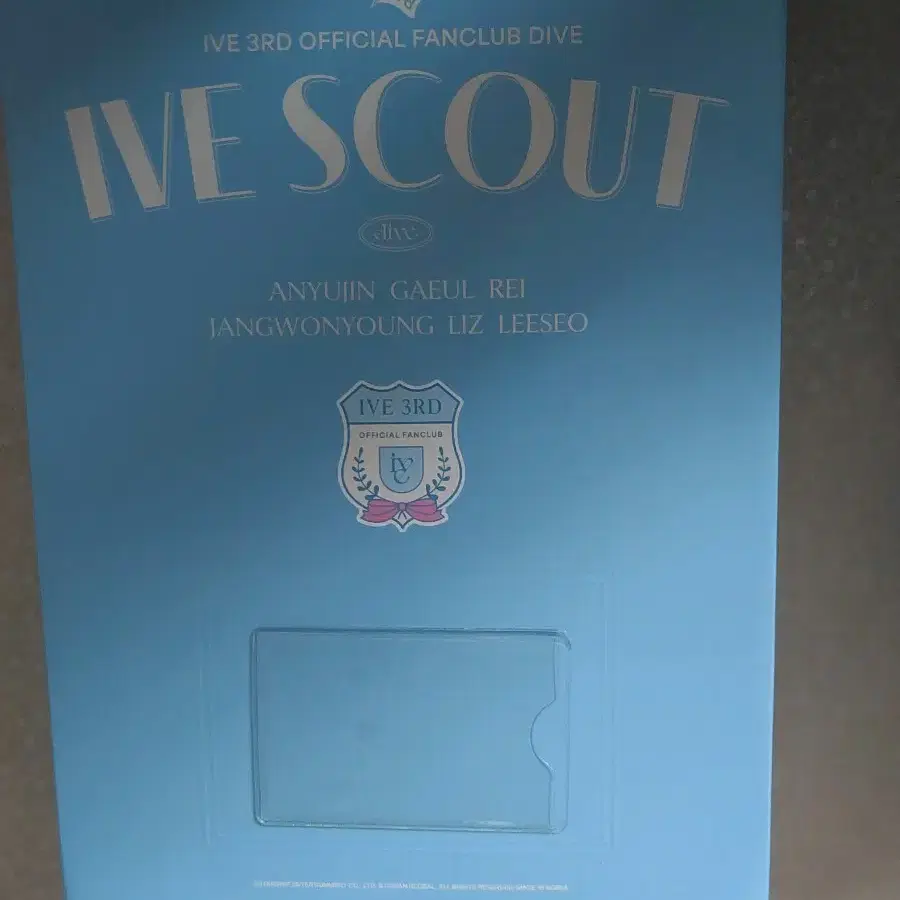 IVE 3RD OFFICIAL FANCLUB DIVE
IVE SCOUT
dive
ANYUJIN GAEUL REI
JANGWONYOUNG LIZ LEESEO
IVE 3RD
OFFICIAL FANCLUB
IVE